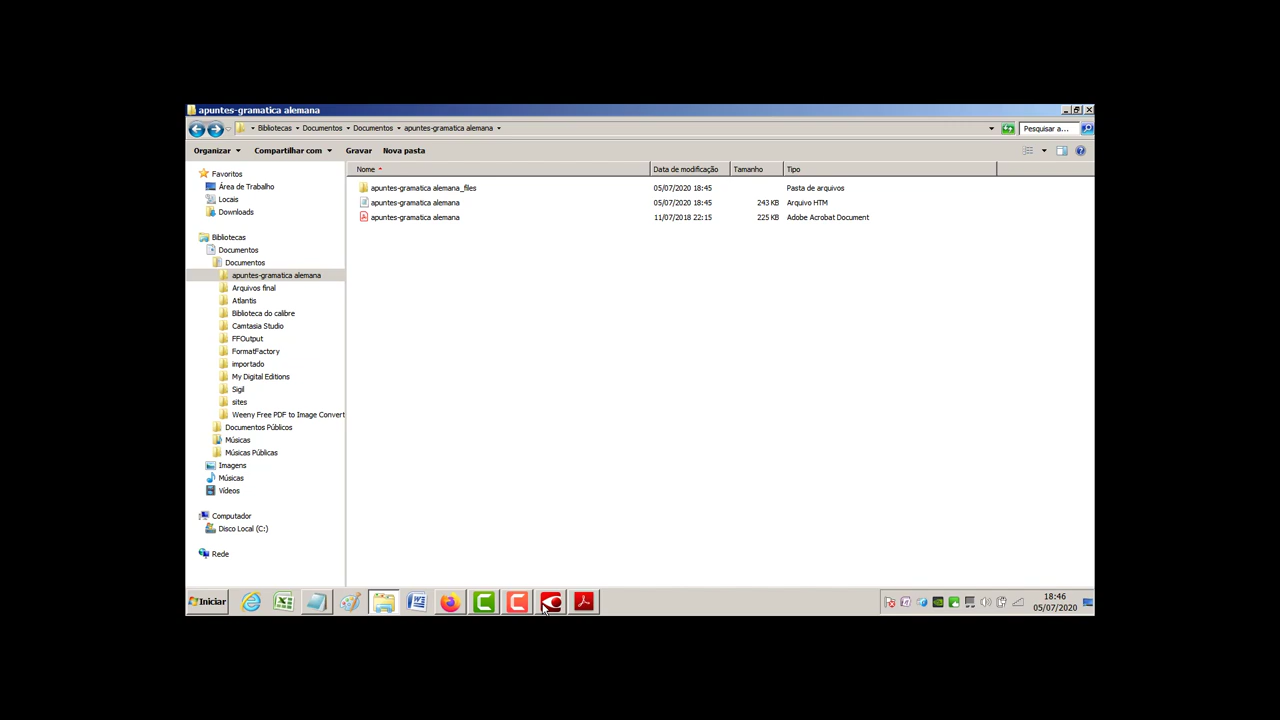 apuntes-gramatica alemana
Bibliotecas Documentos Documentos apuntes-gramatica alemana
Pesquisar a...
Organizar Compartilhar com Gravar Nova pasta
Nome Data de modificação Tamanho Tipo
apuntes-gramatica alemana_files 05/07/2020 18:45 Pasta de arquivos
apuntes-gramatica alemana 05/07/2020 18:45 243 KB Arquivo HTM
apuntes-gramatica alemana 11/07/2018 22:15 225 KB Adobe Acrobat Document
Favoritos
Área de Trabalho
Locais
Downloads
Bibliotecas
Documentos
Documentos
apuntes-gramatica alemana
Arquivos final
Atlantis
Biblioteca do calibre
Camtasia Studio
FFOutput
FormatFactory
importado
My Digital Editions
Sigil
sites
Weeny Free PDF to Image Convert
Documentos Públicos
Músicas
Músicas Públicas
Imagens
Músicas
Vídeos
Computador
Disco Local (C:)
Rede
Iniciar
18:46
05/07/2020